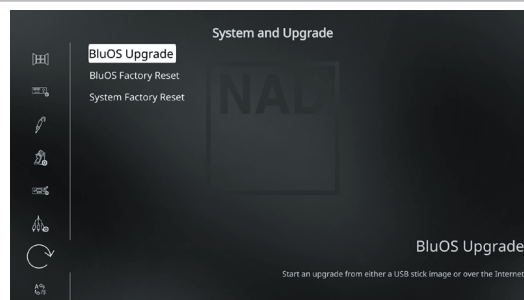 System and Upgrade
BluOS Upgrade
BluOS Factory Reset
System Factory Reset
NAD
BluOS Upgrade
Start an upgrade from either a USB stick image or over the Internet